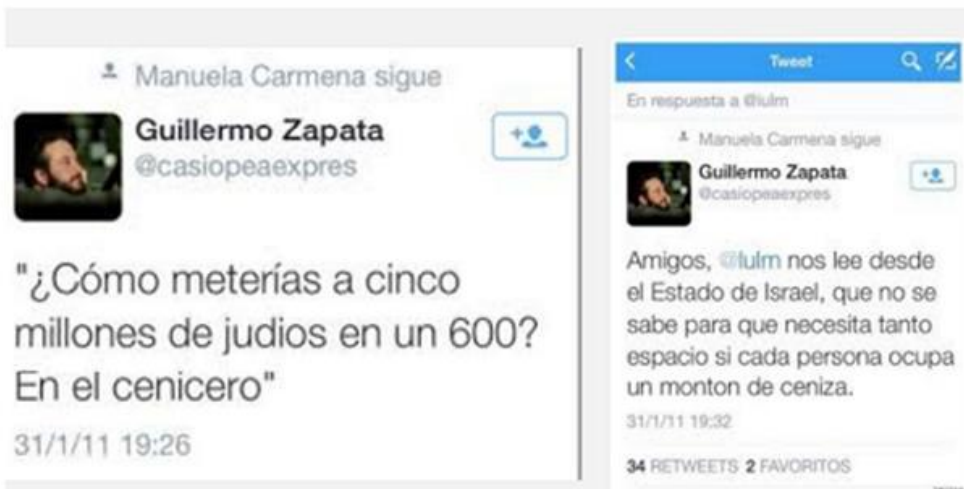 Manuela Carmena sigue
Guillermo Zapata
@casiopeaexpres
"¿Cómo meterías a cinco
millones de judios en un 600?
En el cenicero"
31/1/11 19:26
Tweet
En respuesta a @iulm
Manuela Carmena sigue
Guillermo Zapata
@casiopeaexpres
Amigos, @iulm nos lee desde
el Estado de Israel, que no se
sabe para que necesita tanto
espacio si cada persona ocupa
un monton de ceniza.
31/1/11 19:32
34 RETWEETS 2 FAVORITOS